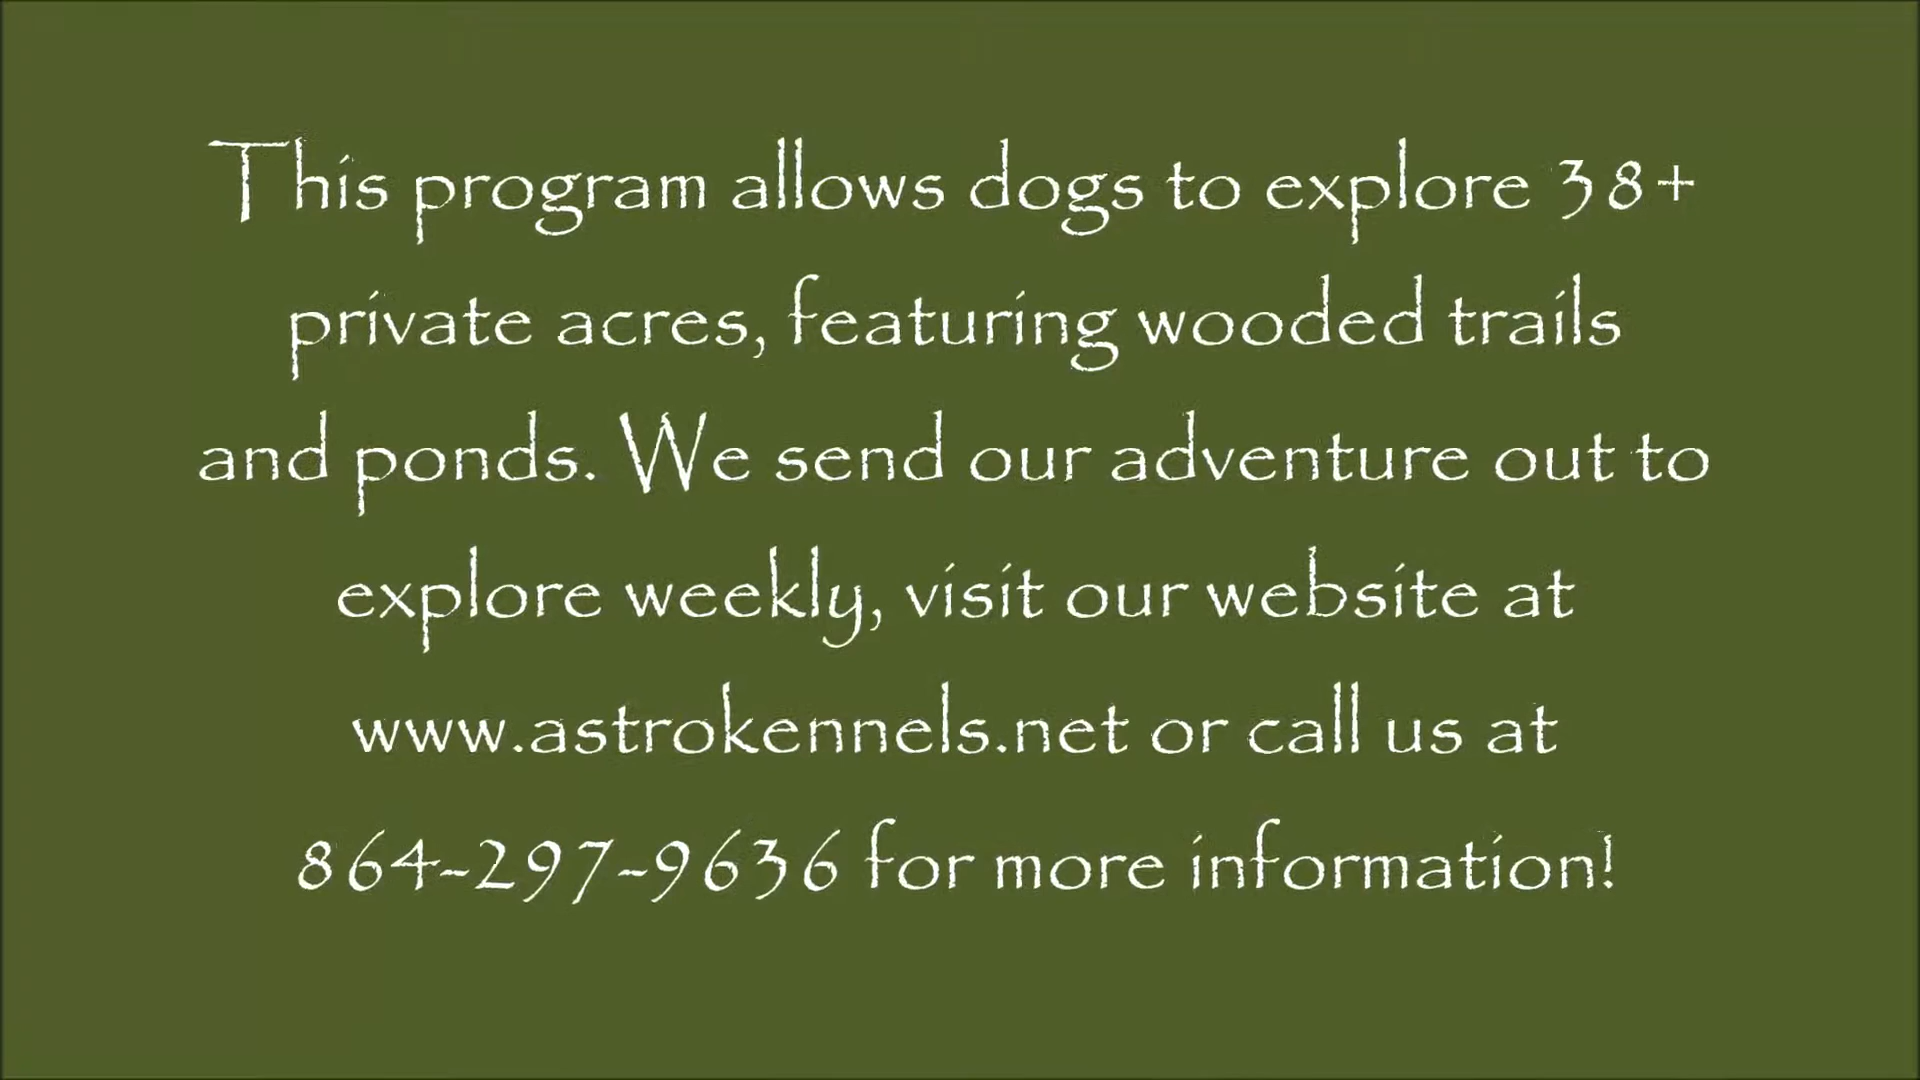 This program allows dogs to explore 38+
private acres, featuring wooded trails
and ponds. We send our adventure out to
explore weekly, visit our website at
www.astrokennels.net or call us at
864-297-9636 for more information!